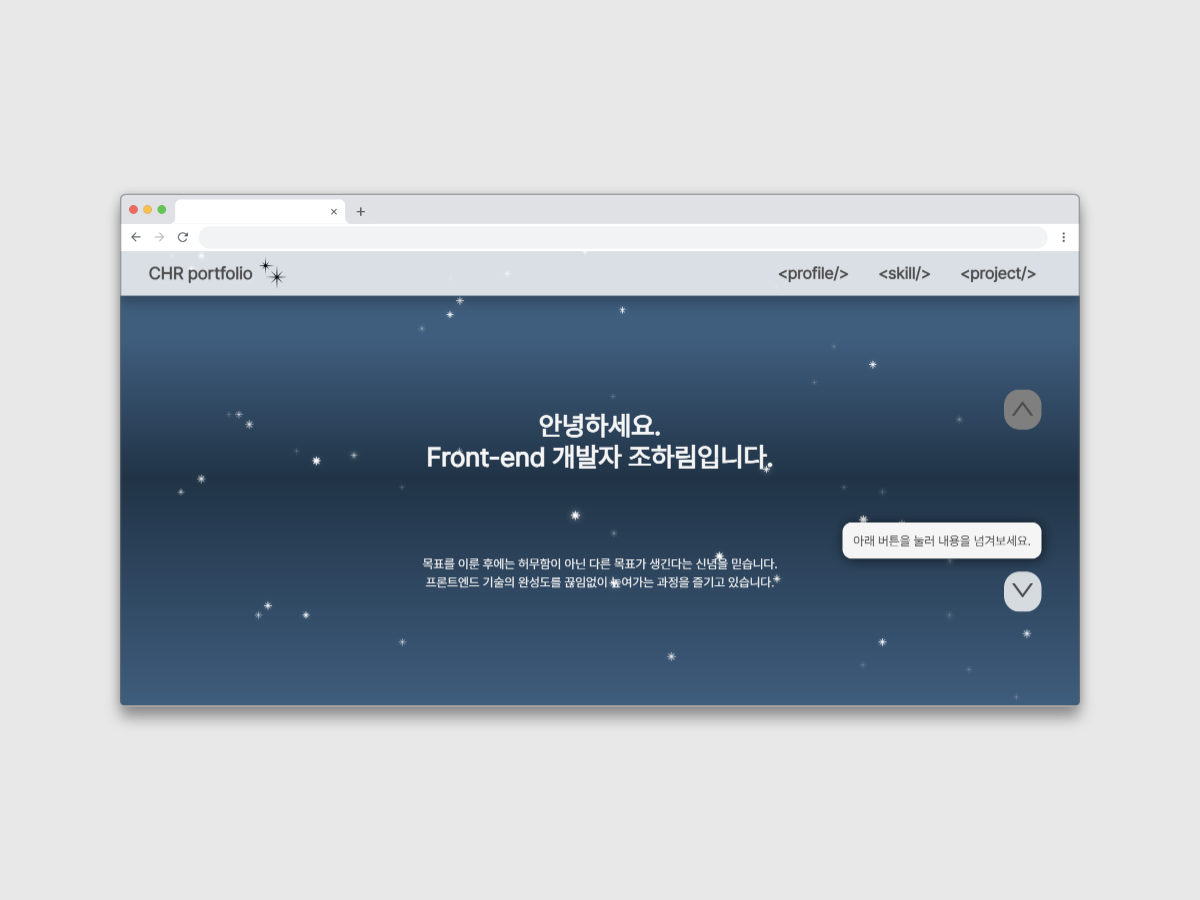 CHR portfolio
<profile/>
<skill/>
<project/>
안녕하세요.
Front-end 개발자 조하림입니다.
아래 버튼을 눌러 내용을 넘겨보세요.
목표를 이룬 후에는 허무함이 아닌 다른 목표가 생긴다는 신념을 믿습니다.
프론트엔드 기술의 완성도를 끊임없이 높여가는 과정을 즐기고 있습니다.